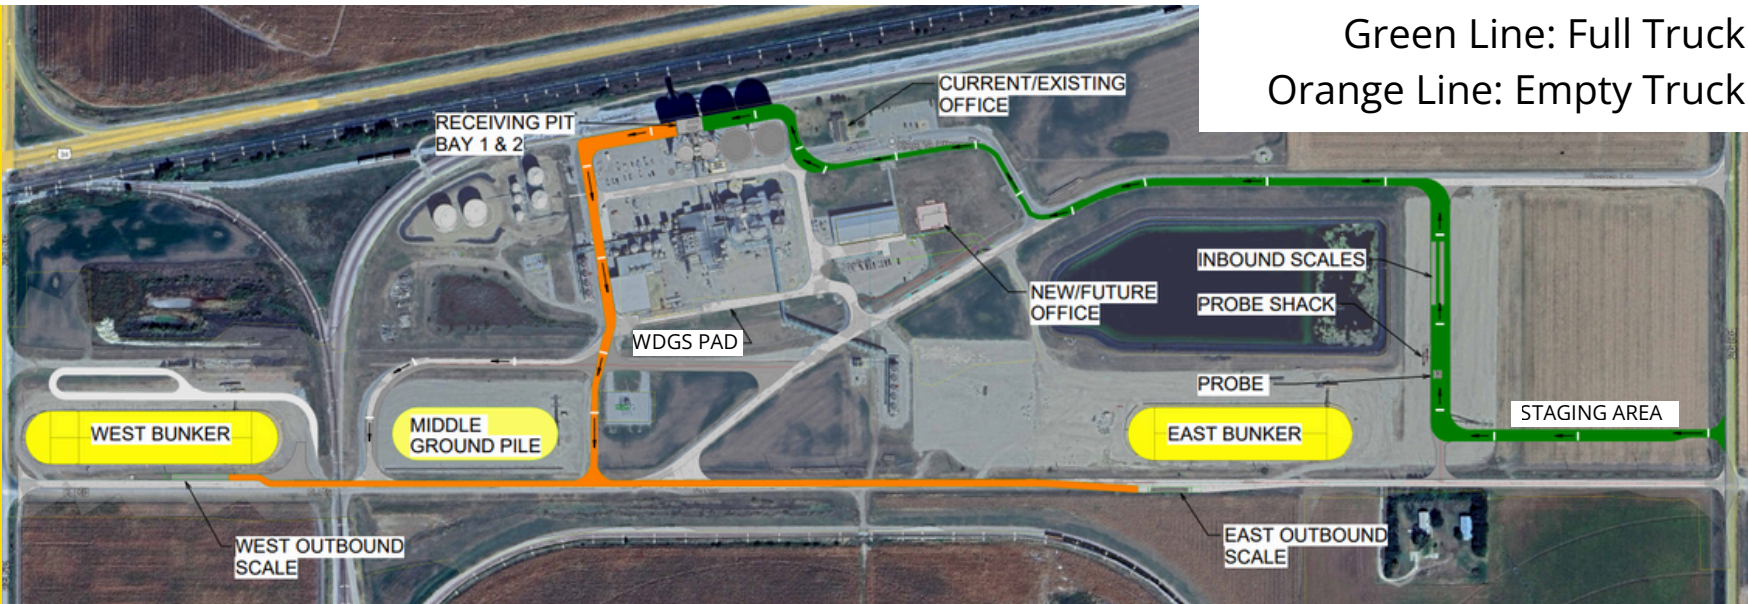 Green Line: Full Truck
Orange Line: Empty Truck
CURRENT/EXISTING
OFFICE
RECEIVING PIT
BAY 1 & 2
34
INBOUND SCALES
NEW/FUTURE
OFFICE
PROBE SHACK
WDGS PAD
PROBE
STAGING AREA
WEST BUNKER
MIDDLE
GROUND PILE
EAST BUNKER
WEST OUTBOUND
SCALE
EAST OUTBOUND
SCALE